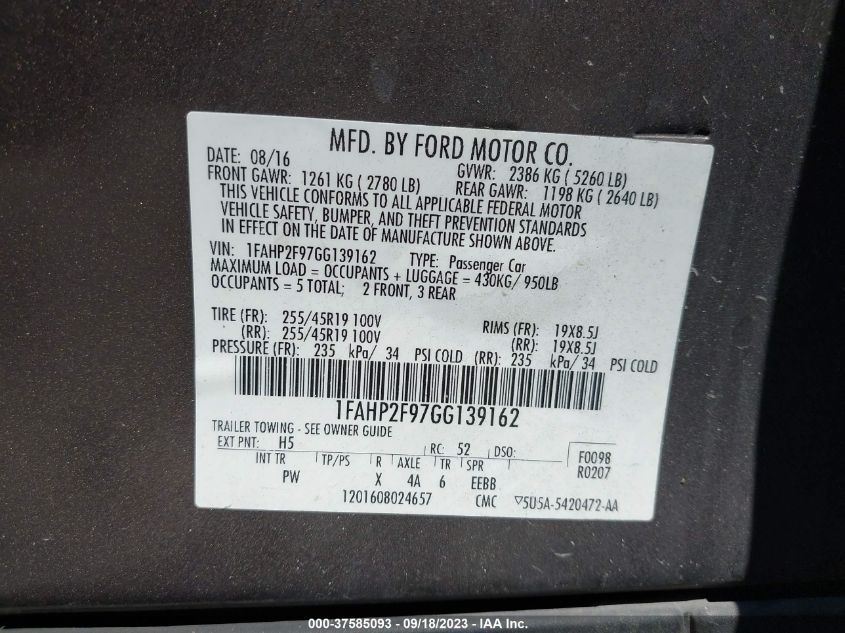 MFD. BY FORD MOTOR CO.
DATE: 08/16 GVWR: 2386 KG ( 5260 LB)
FRONT GAWR: 1261 KG ( 2780 LB) REAR GAWR: 1198 KG ( 2640 LB)
THIS VEHICLE CONFORMS TO ALL APPLICABLE FEDERAL MOTOR
VEHICLE SAFETY, BUMPER, AND THEFT PREVENTION STANDARDS
IN EFFECT ON THE DATE OF MANUFACTURE SHOWN ABOVE.
VIN: 1FAHP2F97GG139162 TYPE: Passenger Car
MAXIMUM LOAD = OCCUPANTS + LUGGAGE = 430KG/ 950LB
OCCUPANTS = 5 TOTAL; 2 FRONT, 3 REAR
TIRE (FR): 255/45R19 100V RIMS (FR): 19X8.5J
(RR): 255/45R19 100V (RR): 19X8.5J
PRESSURE (FR): 235 kPa/ 34 PSI COLD (RR): 235 kPa/ 34 PSI COLD
1FAHP2F97GG139162
TRAILER TOWING - SEE OWNER GUIDE
EXT PNT: H5 RC: 52 DSO: F0098
INT TR TP/PS R AXLE TR SPR R0207
PW X 4A 6 EEBB
1201608024657 CMC ▽5U5A-5420472-AA
000-37585093 - 09/18/2023 - IAA Inc.